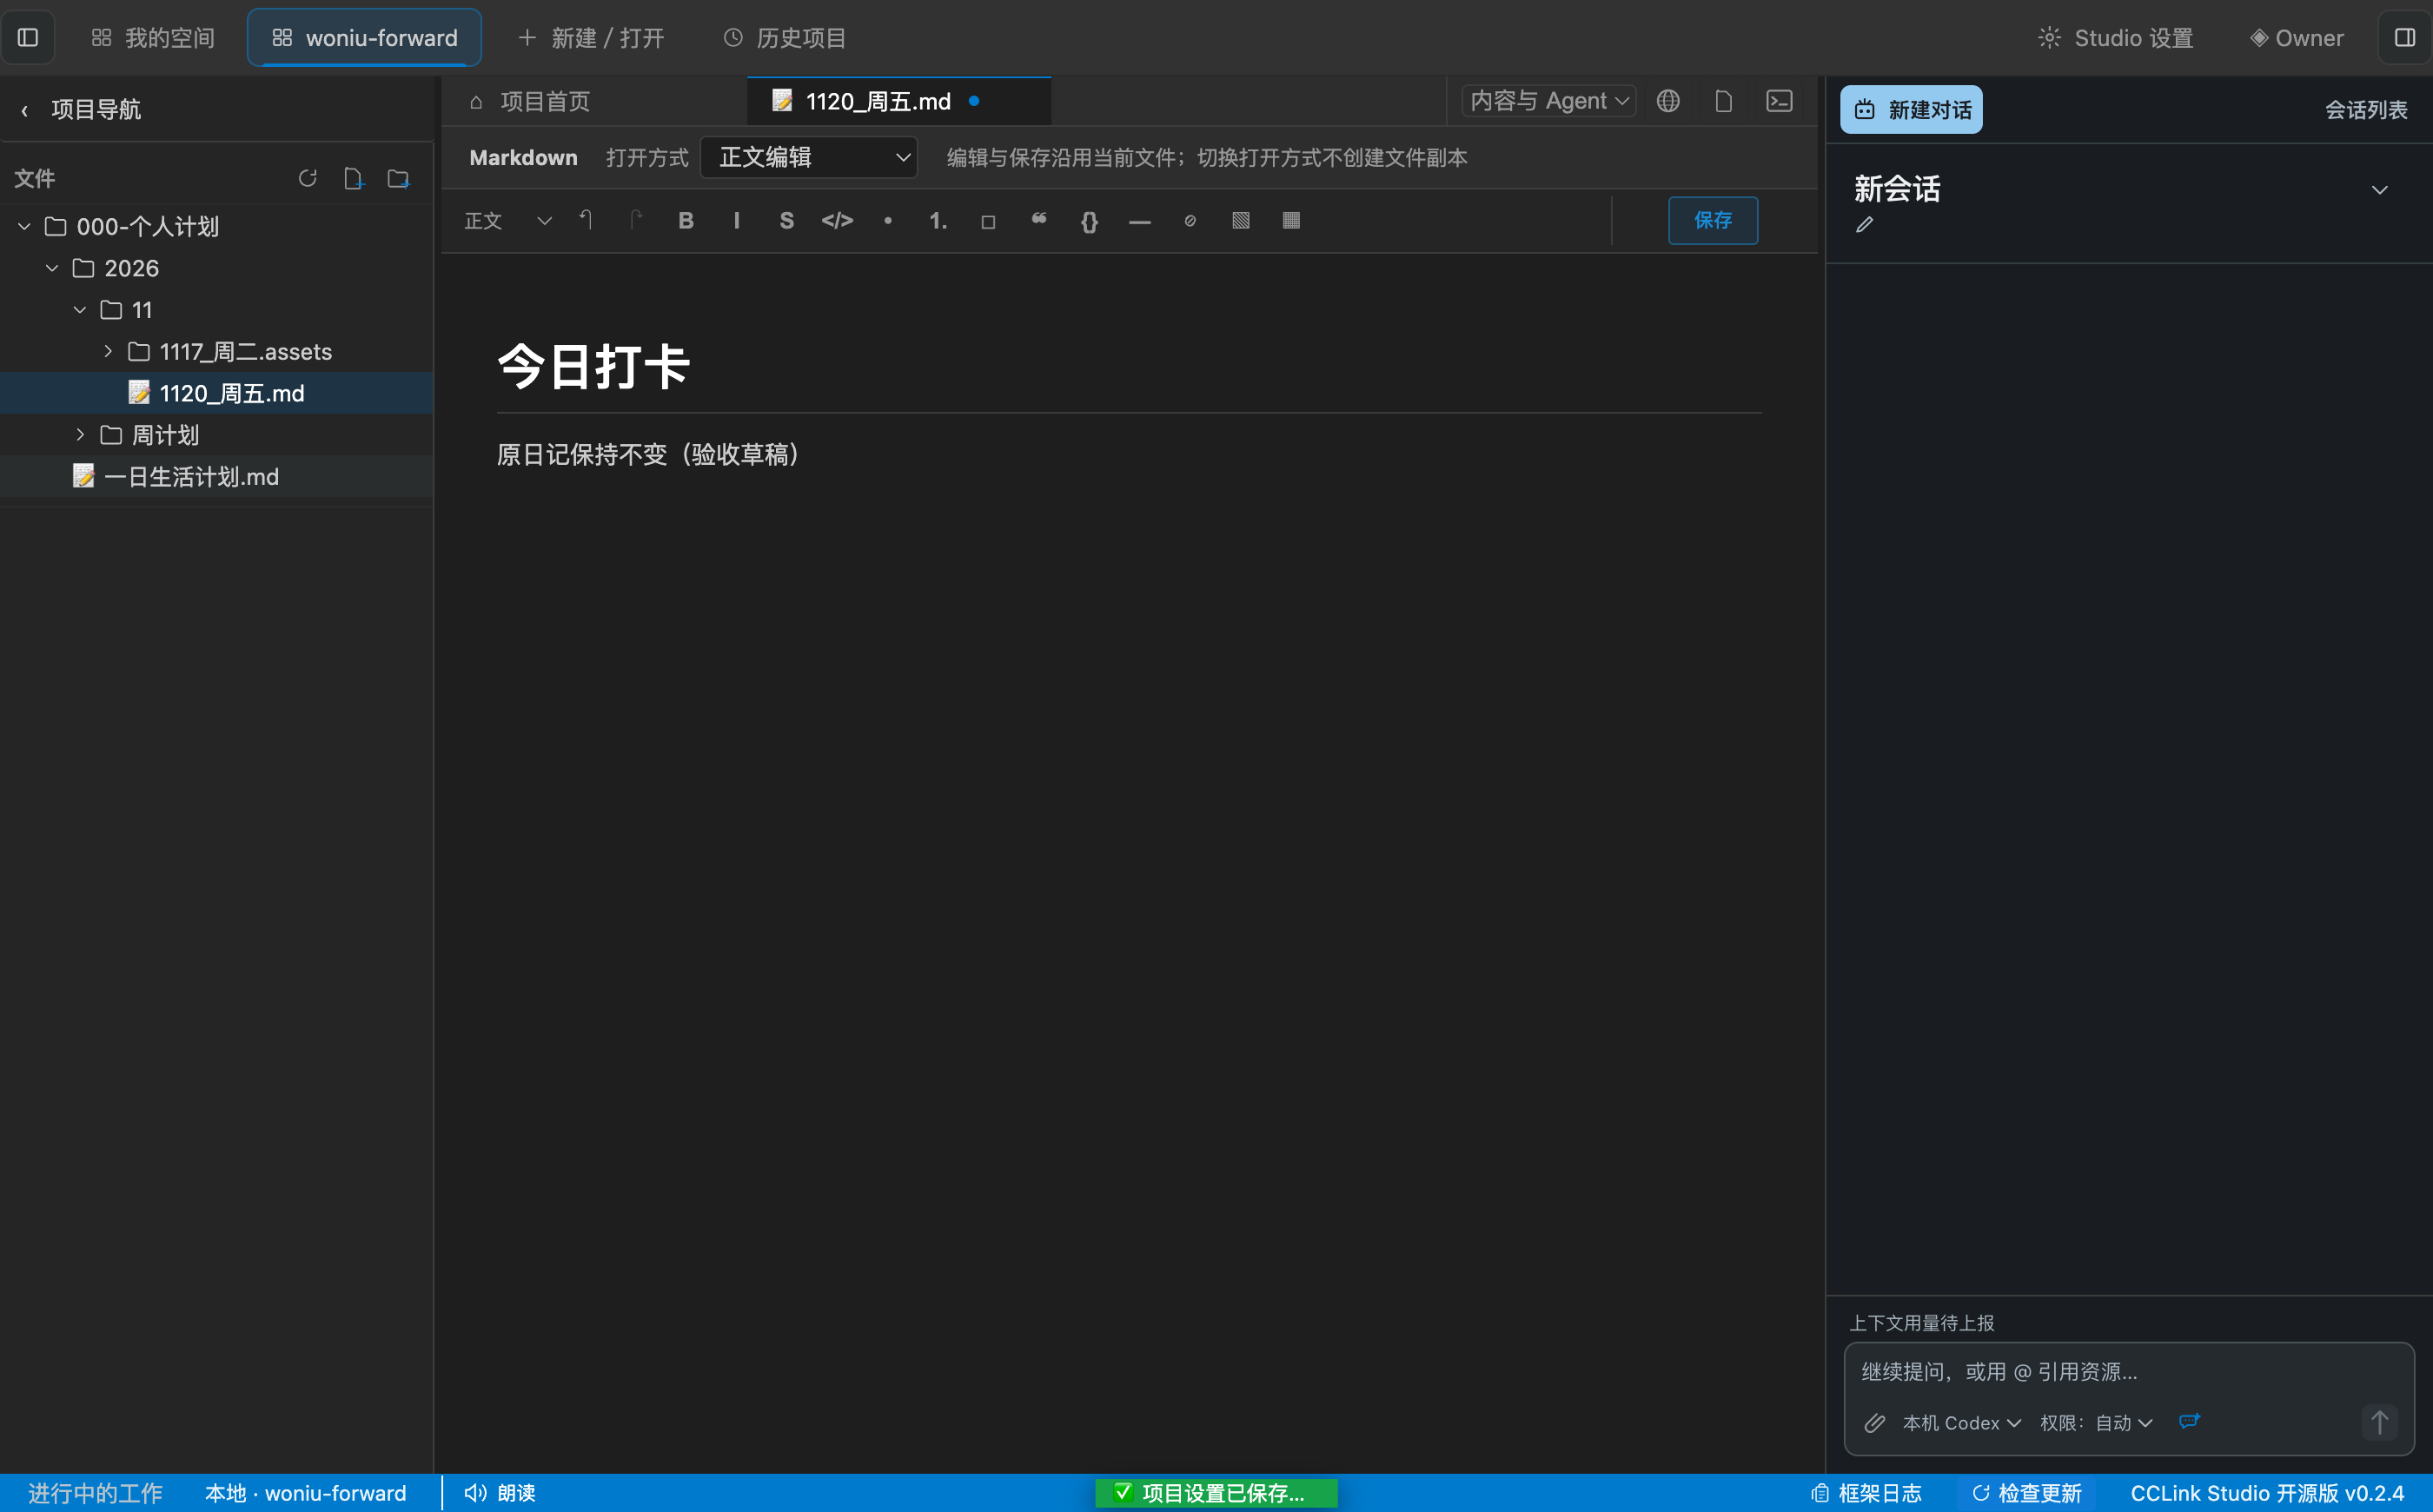 我的空间
woniu-forward
新建 / 打开
历史项目
Studio 设置
Owner
项目导航
项目首页
1120_周五.md
内容与 Agent
新建对话
会话列表
文件
Markdown
打开方式
正文编辑
编辑与保存沿用当前文件；切换打开方式不创建文件副本
新会话
正文
B
I
S
</>
1.
{}
保存
000-个人计划
2026
11
1117_周二.assets
1120_周五.md
周计划
一日生活计划.md
今日打卡
原日记保持不变（验收草稿）
上下文用量待上报
继续提问，或用 @ 引用资源...
本机 Codex
权限：自动
进行中的工作
本地 · woniu-forward
朗读
项目设置已保存...
框架日志
检查更新
CCLink Studio 开源版 v0.2.4